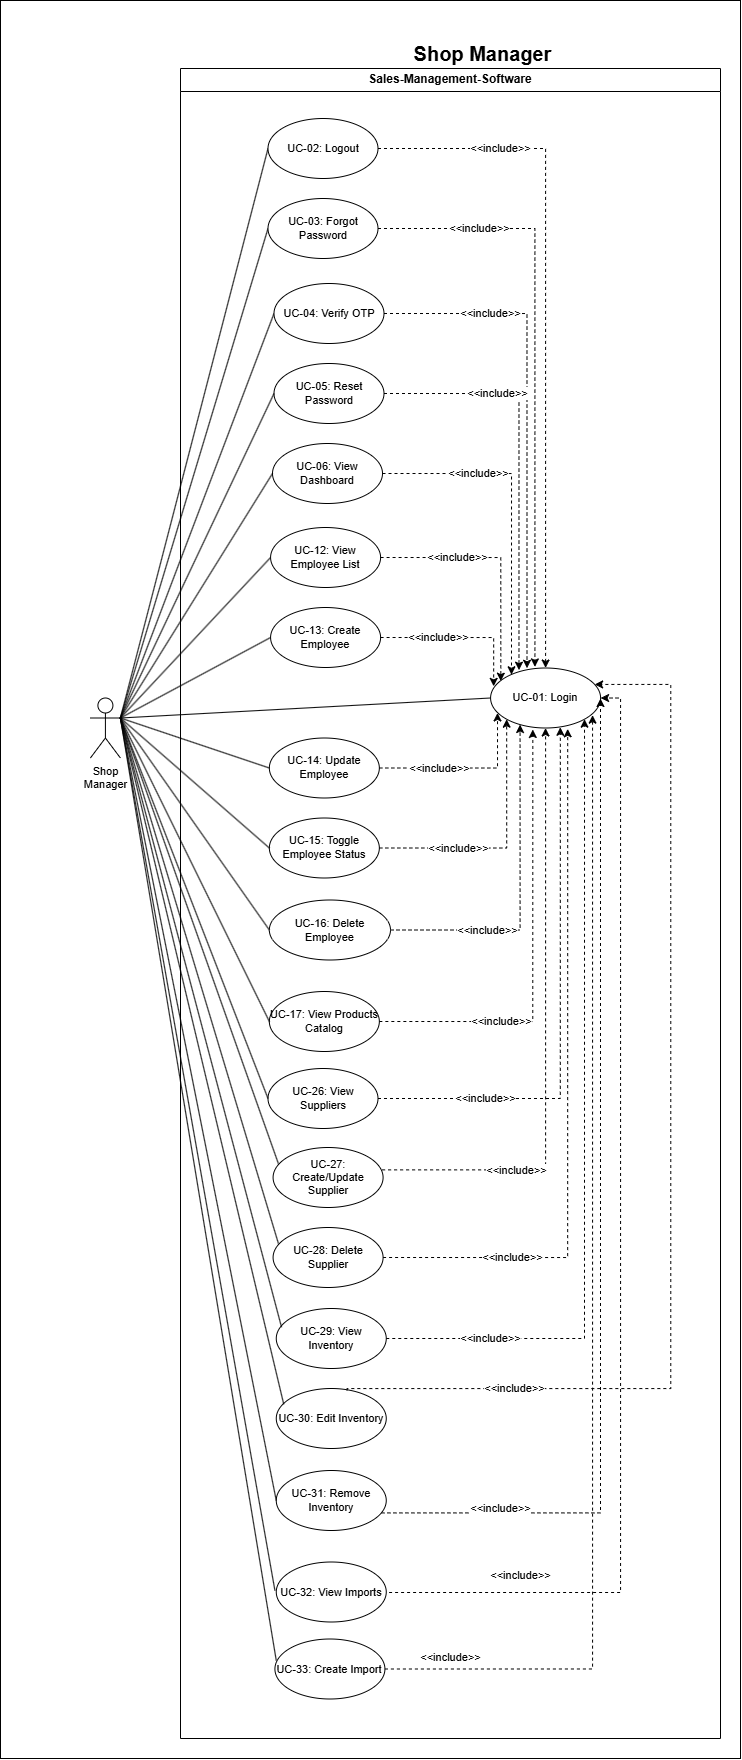 Shop Manager
Sales-Management-Software
UC-02: Logout
<<include>>
UC-03: Forgot
Password
<<include>>
UC-04: Verify OTP
<<include>>
UC-05: Reset
Password
<<include>>
UC-06: View
Dashboard
<<include>>
UC-12: View
Employee List
<<include>>
UC-13: Create
Employee
<<include>>
UC-01: Login
Shop
Manager
UC-14: Update
Employee
<<include>>
UC-15: Toggle
Employee Status
<<include>>
UC-16: Delete
Employee
<<include>>
UC-17: View Products
Catalog
<<include>>
UC-26: View
Suppliers
<<include>>
UC-27:
Create/Update
Supplier
<<include>>
UC-28: Delete
Supplier
<<include>>
UC-29: View
Inventory
<<include>>
<<include>>
UC-30: Edit Inventory
UC-31: Remove
Inventory
<<include>>
<<include>>
UC-32: View Imports
<<include>>
UC-33: Create Import